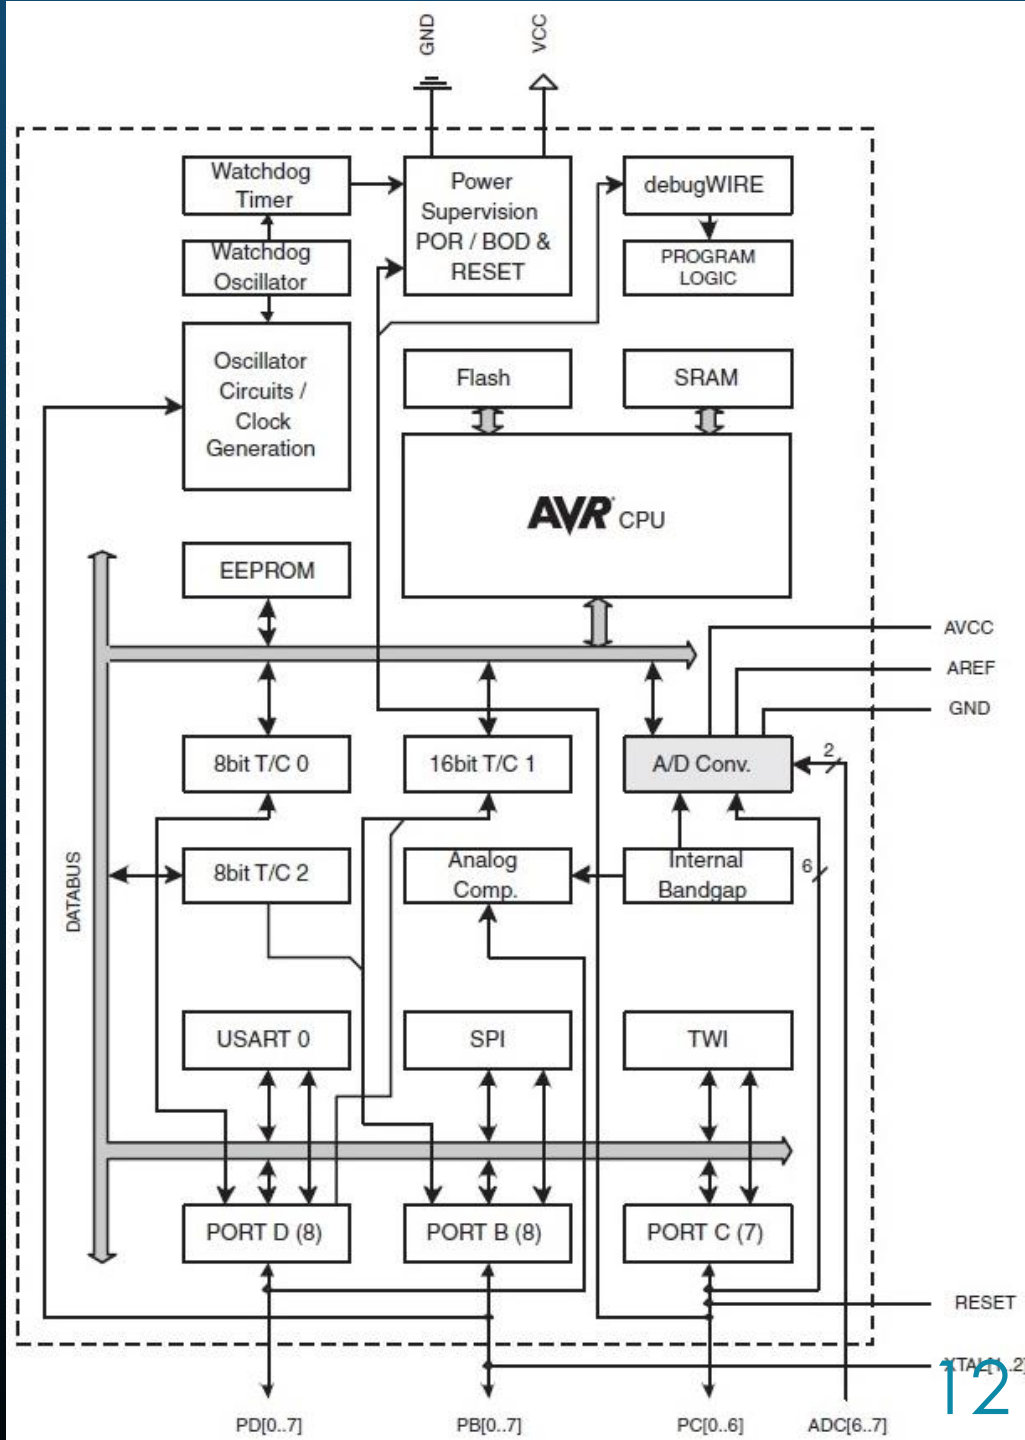 GND
VCC
Watchdog
Timer
Power
Supervision
POR / BOD &
RESET
debugWIRE
Watchdog
Oscillator
PROGRAM
LOGIC
Oscillator
Circuits /
Clock
Generation
Flash
SRAM
AVR CPU
EEPROM
AVCC
AREF
GND
8bit T/C 0
16bit T/C 1
A/D Conv.
2
DATABUS
8bit T/C 2
Analog
Comp.
Internal
Bandgap
6
USART 0
SPI
TWI
PORT D (8)
PORT B (8)
PORT C (7)
RESET
XTAL[1..2]
12
PD[0..7]
PB[0..7]
PC[0..6]
ADC[6..7]